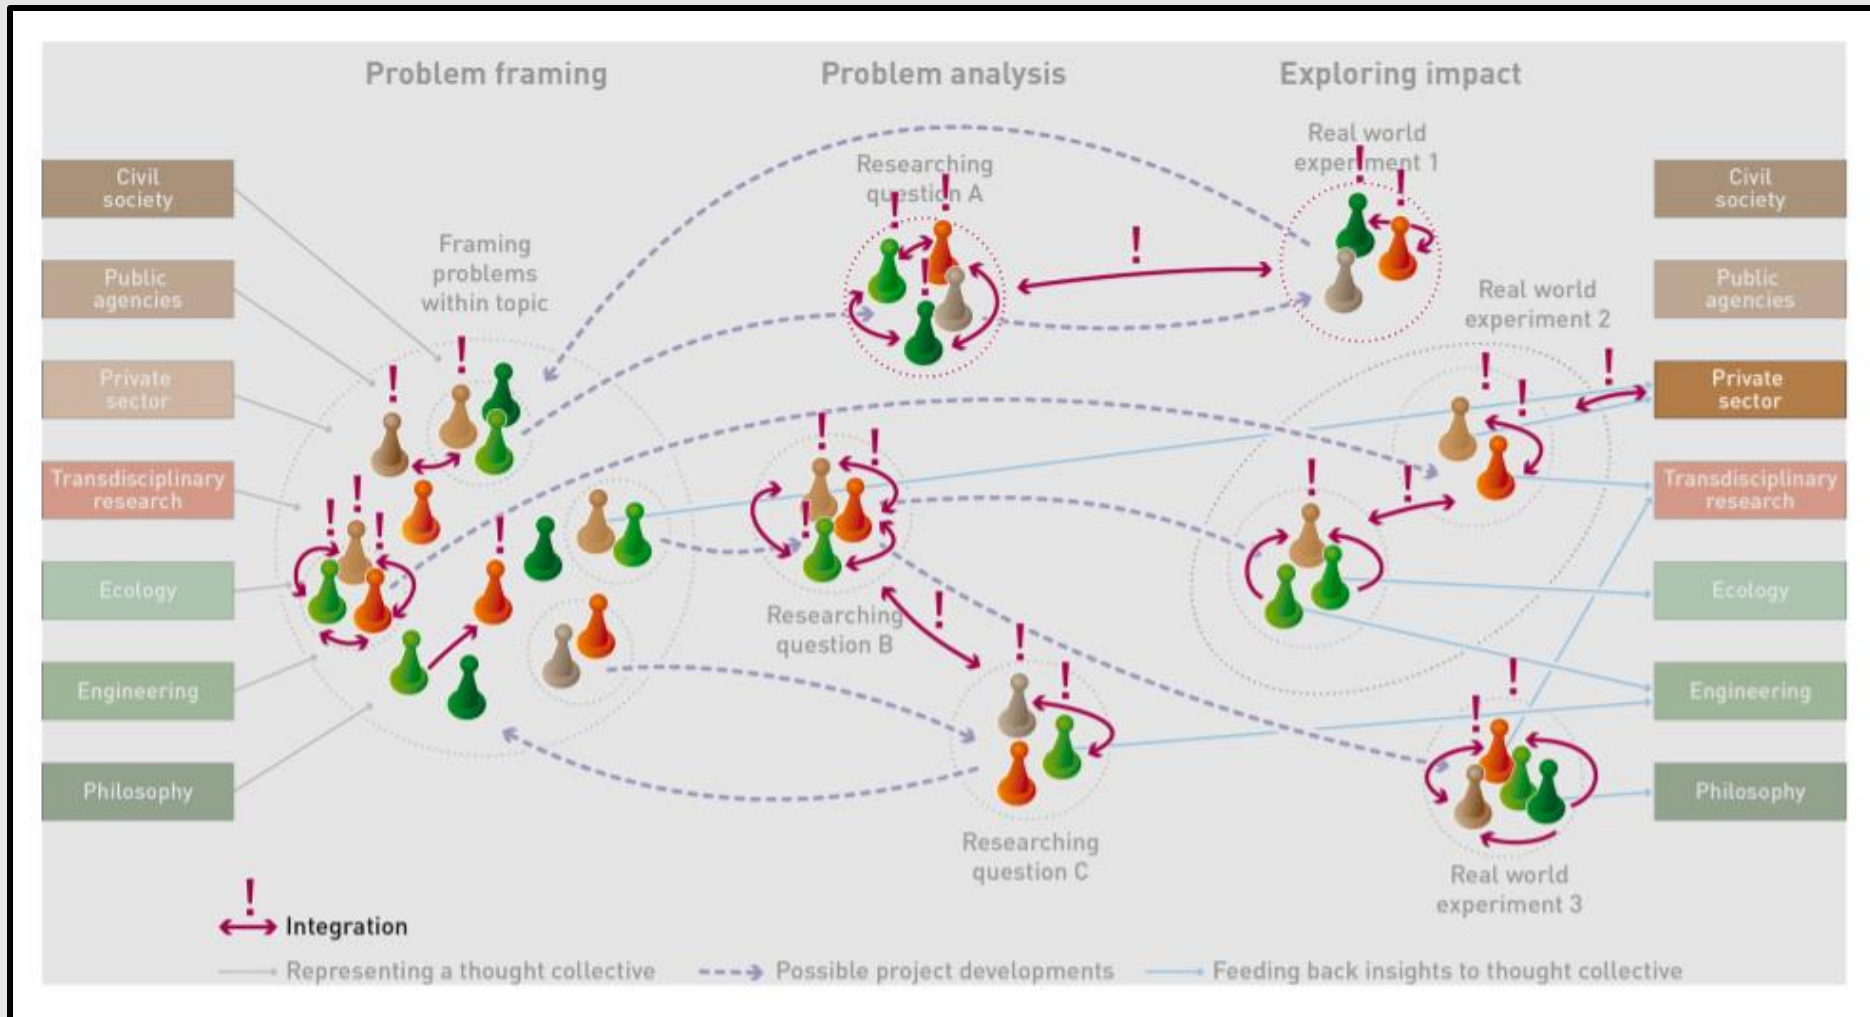 Problem framing
Problem analysis
Exploring impact
Civil
society
Public
agencies
Private
sector
Transdisciplinary
research
Ecology
Engineering
Philosophy
Framing
problems
within topic
Researching
question A
Researching
question B
Researching
question C
Real world
experiment 1
Real world
experiment 2
Real world
experiment 3
Civil
society
Public
agencies
Private
sector
Transdisciplinary
research
Ecology
Engineering
Philosophy
Integration
Representing a thought collective
Possible project developments
Feeding back insights to thought collective